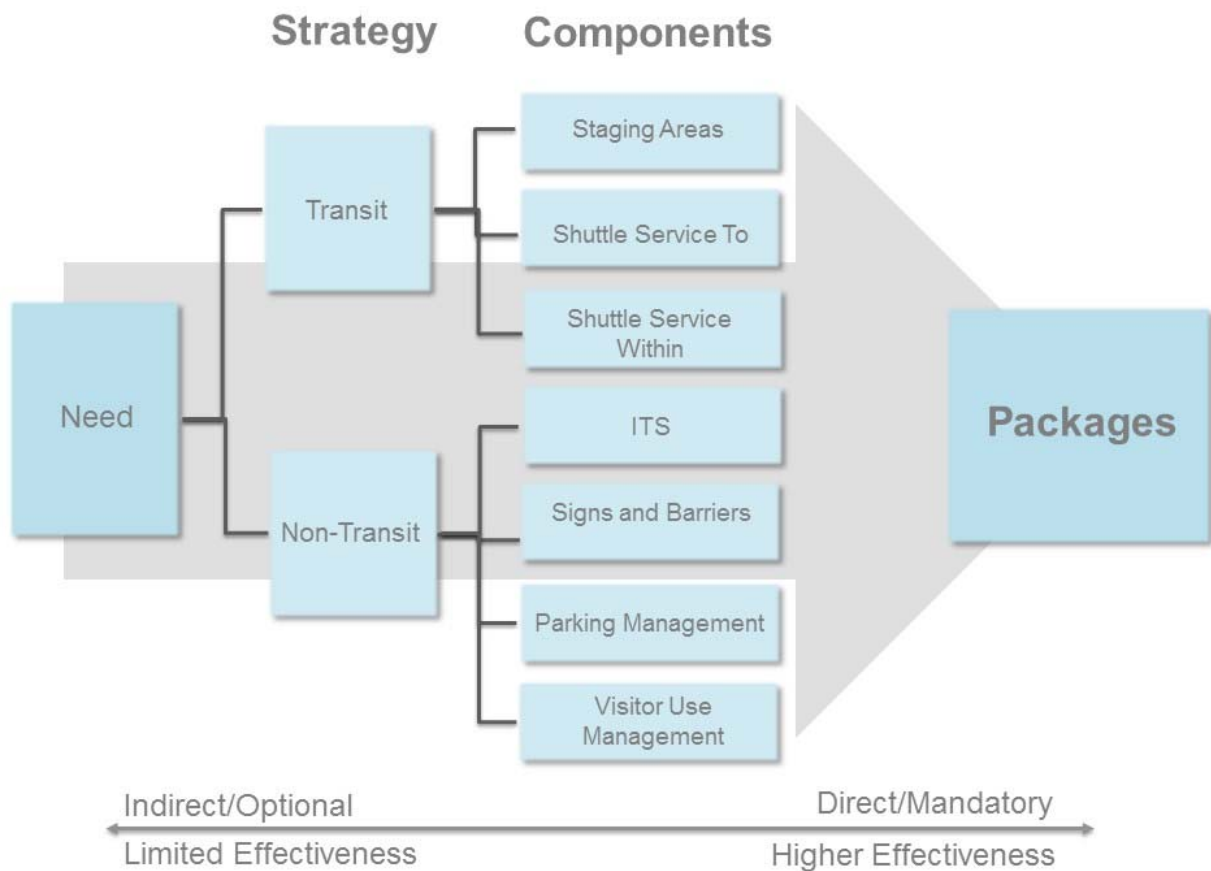 Strategy
Components
Staging Areas
Transit
Shuttle Service To
Shuttle Service
Within
Need
ITS
Packages
Signs and Barriers
Non-Transit
Parking Management
Visitor Use
Management
Indirect/Optional
Direct/Mandatory
Limited Effectiveness
Higher Effectiveness